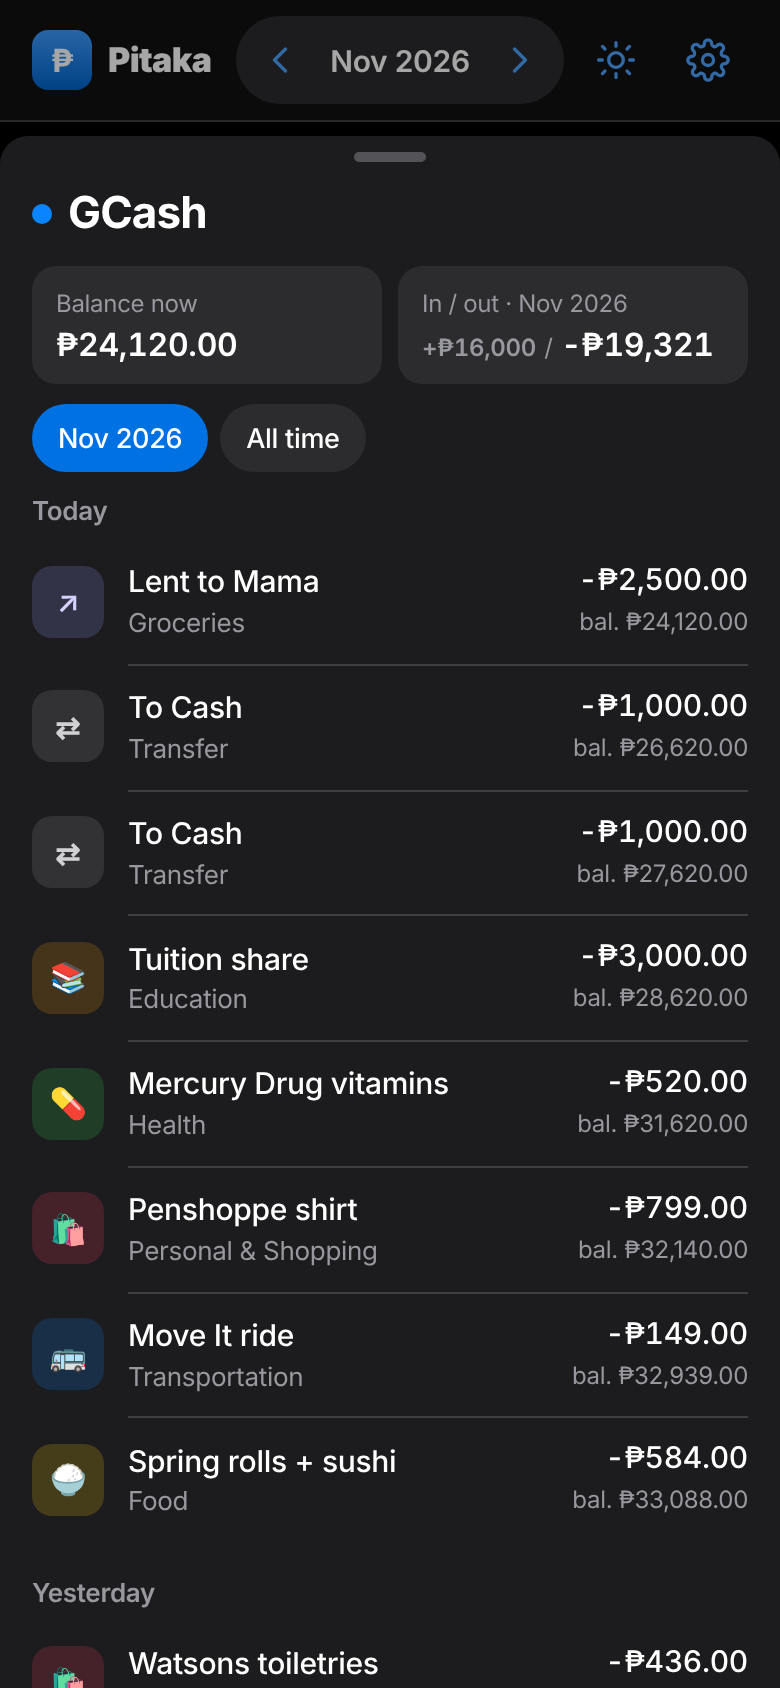 ₱ Pitaka Nov 2026
GCash
Balance now
₱24,120.00
In / out · Nov 2026
+₱16,000 / -₱19,321
Nov 2026 All time
Today
Lent to Mama -₱2,500.00
Groceries bal. ₱24,120.00
To Cash -₱1,000.00
Transfer bal. ₱26,620.00
To Cash -₱1,000.00
Transfer bal. ₱27,620.00
Tuition share -₱3,000.00
Education bal. ₱28,620.00
Mercury Drug vitamins -₱520.00
Health bal. ₱31,620.00
Penshoppe shirt -₱799.00
Personal & Shopping bal. ₱32,140.00
Move It ride -₱149.00
Transportation bal. ₱32,939.00
Spring rolls + sushi -₱584.00
Food bal. ₱33,088.00
Yesterday
Watsons toiletries -₱436.00